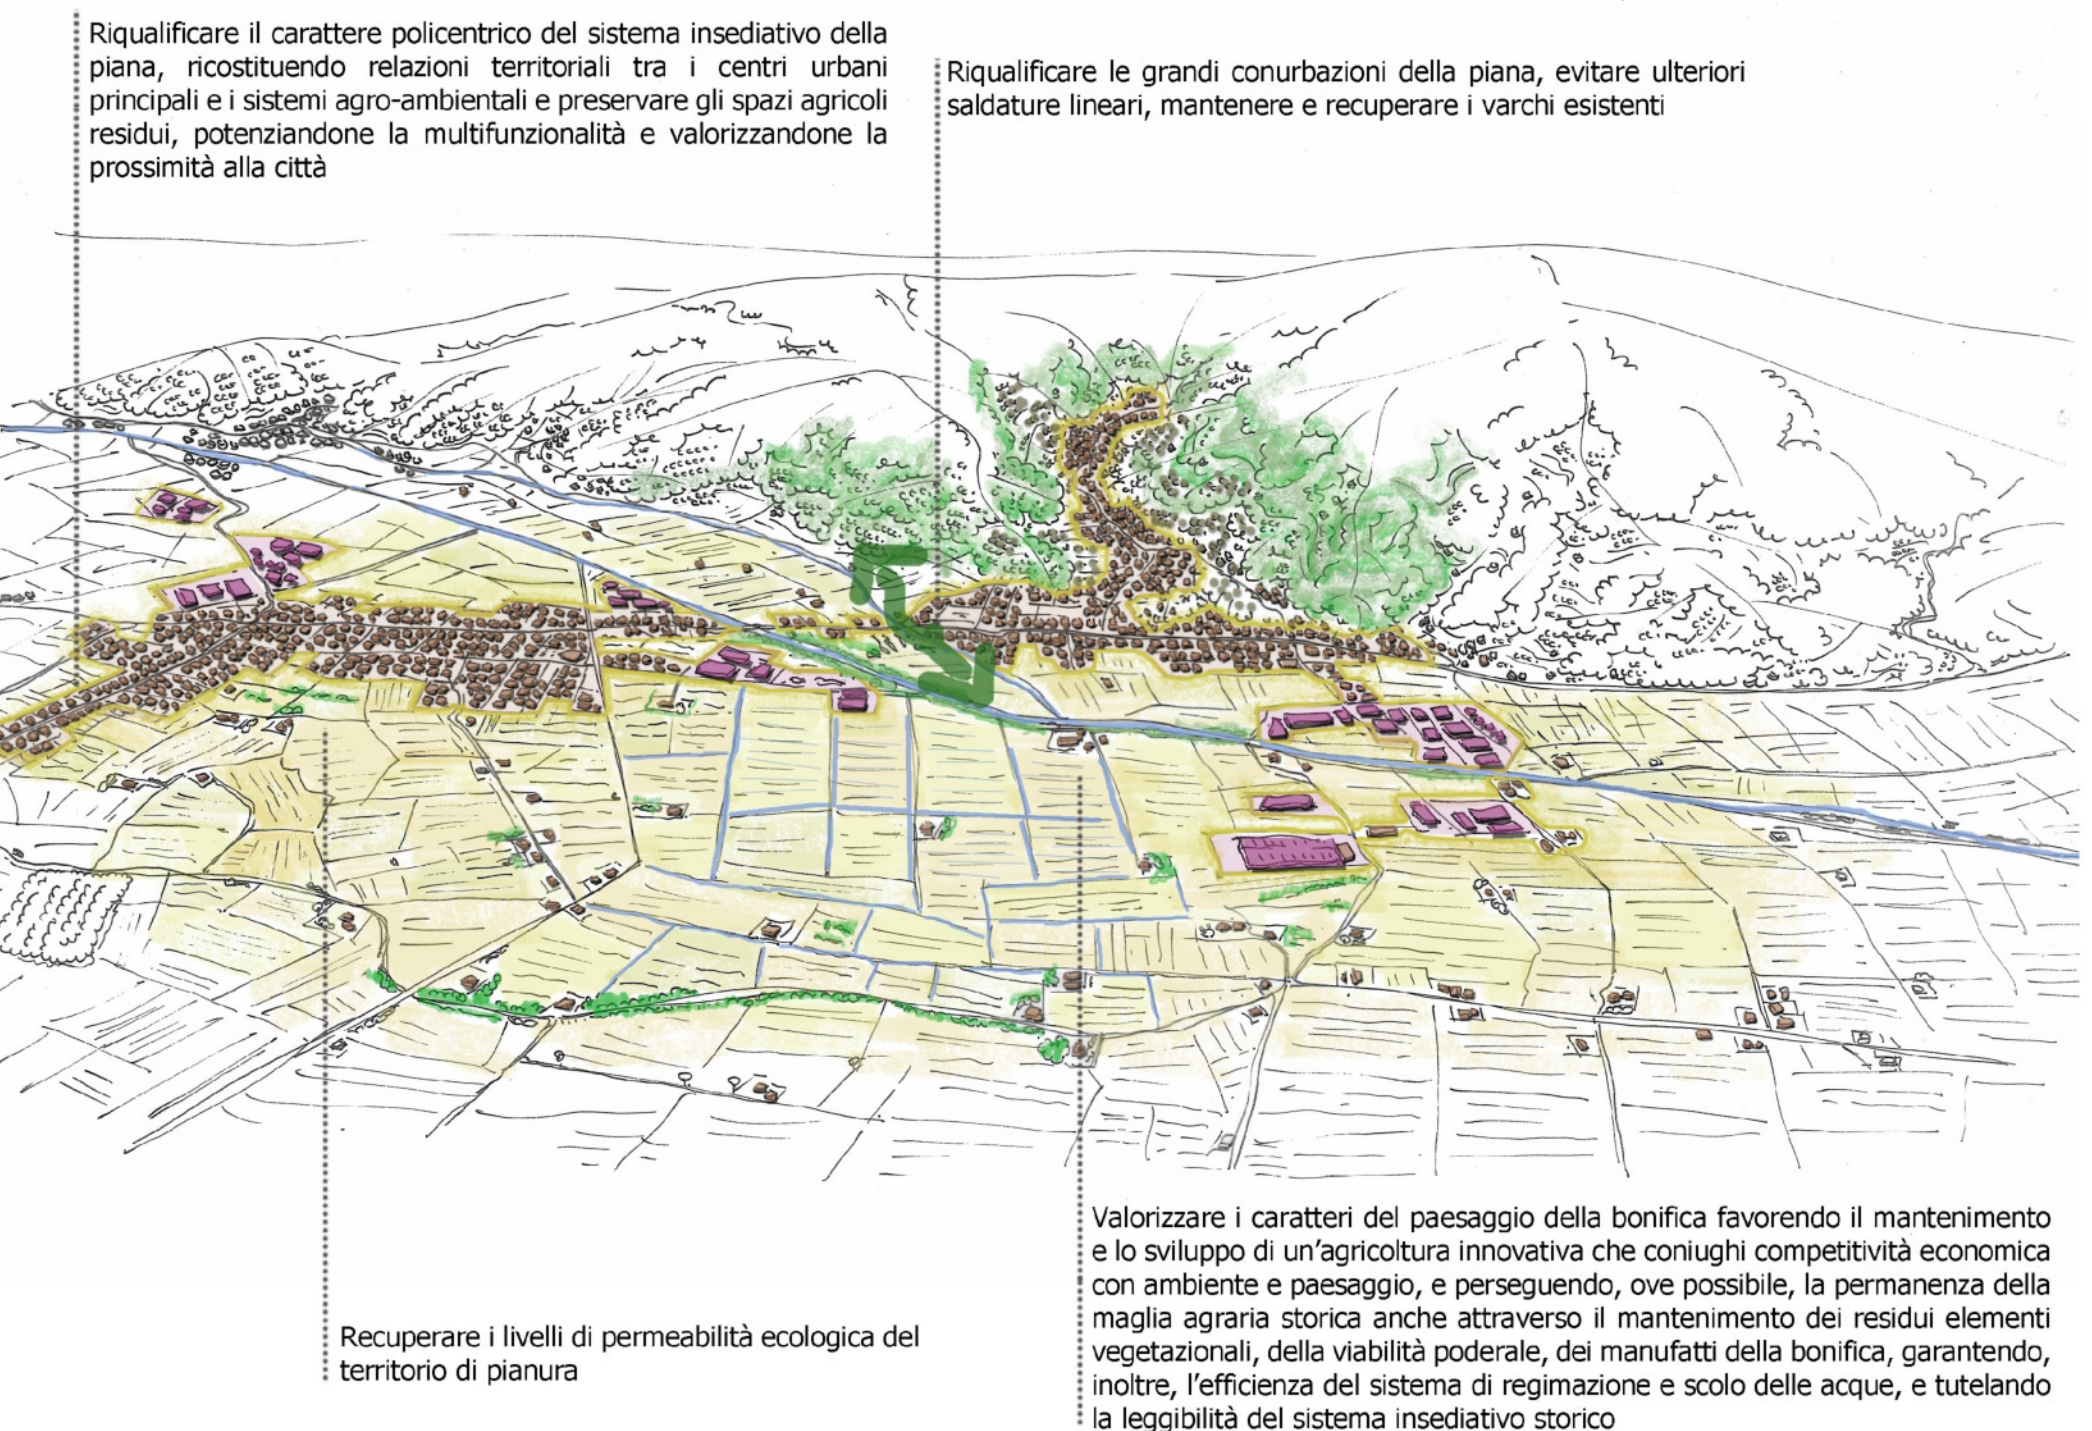 Riqualificare il carattere policentrico del sistema insediativo della
piana, ricostituendo relazioni territoriali tra i centri urbani
principali e i sistemi agro-ambientali e preservare gli spazi agricoli
residui, potenziandone la multifunzionalità e valorizzandone la
prossimità alla città
Riqualificare le grandi conurbazioni della piana, evitare ulteriori
saldature lineari, mantenere e recuperare i varchi esistenti
Recuperare i livelli di permeabilità ecologica del
territorio di pianura
Valorizzare i caratteri del paesaggio della bonifica favorendo il mantenimento
e lo sviluppo di un'agricoltura innovativa che coniughi competitività economica
con ambiente e paesaggio, e perseguendo, ove possibile, la permanenza della
maglia agraria storica anche attraverso il mantenimento dei residui elementi
vegetazionali, della viabilità poderale, dei manufatti della bonifica, garantendo,
inoltre, l'efficienza del sistema di regimazione e scolo delle acque, e tutelando
la leggibilità del sistema insediativo storico